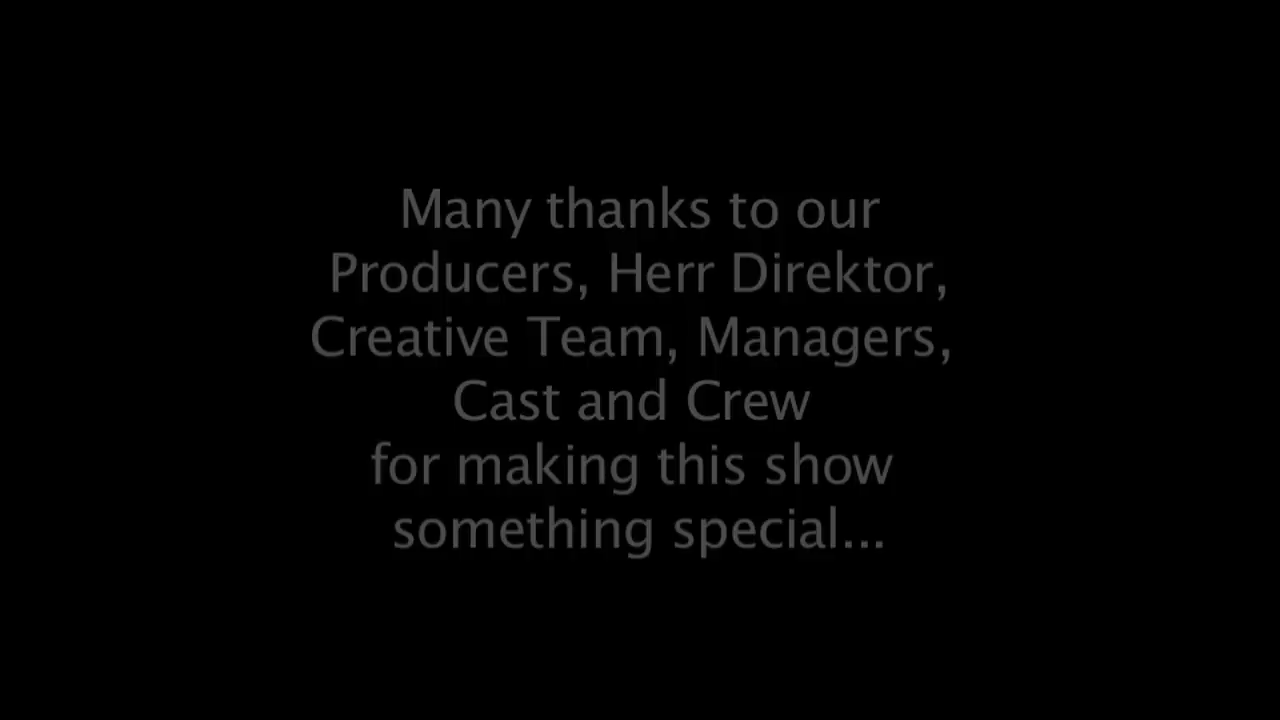 Many thanks to our
Producers, Herr Direktor,
Creative Team, Managers,
Cast and Crew
for making this show
something special...